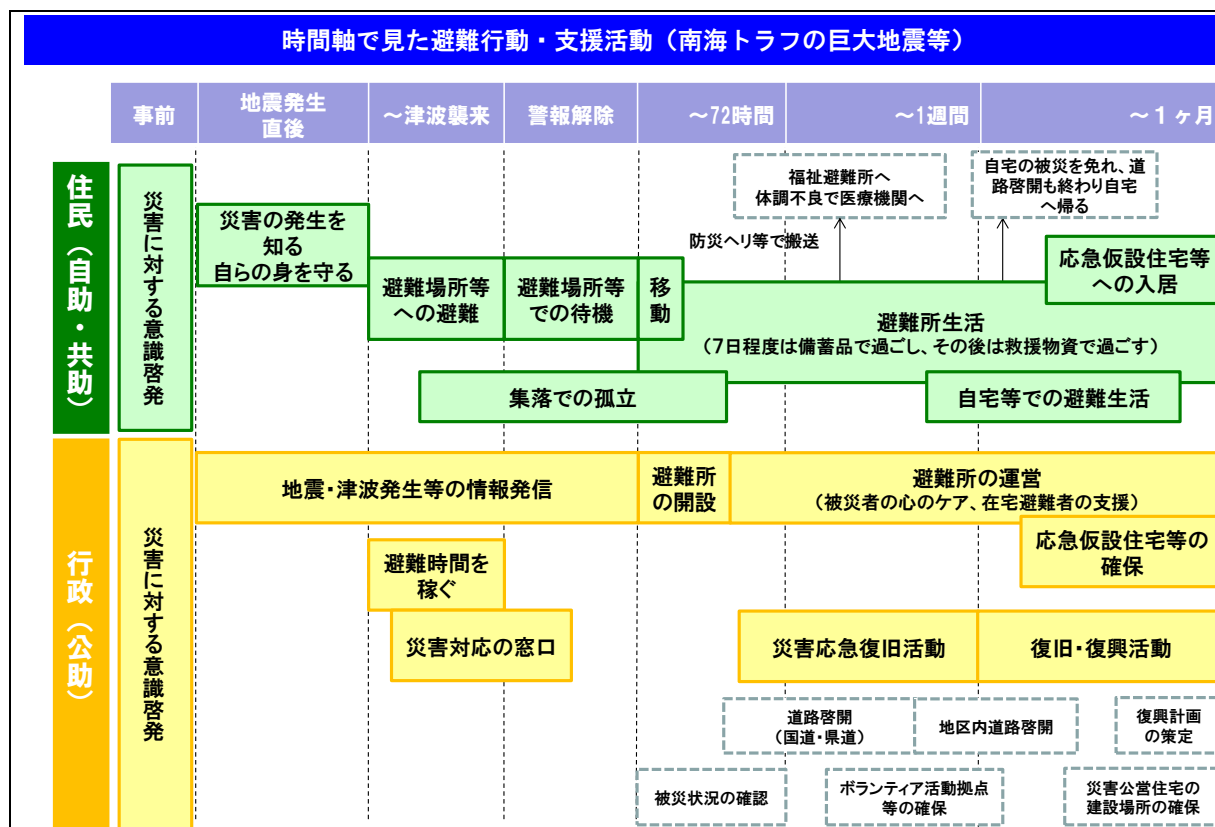 時間軸で見た避難行動・支援活動（南海トラフの巨大地震等）
事前
地震発生
直後
～津波襲来
警報解除
～72時間
～1週間
～１ヶ月
住民（自助・共助）
災害に対する意識啓発
災害の発生を
知る
自らの身を守る
避難場所等
への避難
避難場所等
での待機
移動
福祉避難所へ
体調不良で医療機関へ
防災ヘリ等で搬送
自宅の被災を免れ、道
路啓開も終わり自宅
へ帰る
応急仮設住宅等
への入居
避難所生活
（7日程度は備蓄品で過ごし、その後は救援物資で過ごす）
集落での孤立
自宅等での避難生活
行政（公助）
災害に対する意識啓発
地震・津波発生等の情報発信
避難所
の開設
避難所の運営
（被災者の心のケア、在宅避難者の支援）
応急仮設住宅等の
確保
避難時間を
稼ぐ
災害対応の窓口
災害応急復旧活動
復旧・復興活動
道路啓開
（国道・県道）
地区内道路啓開
復興計画
の策定
被災状況の確認
ボランティア活動拠点
等の確保
災害公営住宅の
建設場所の確保